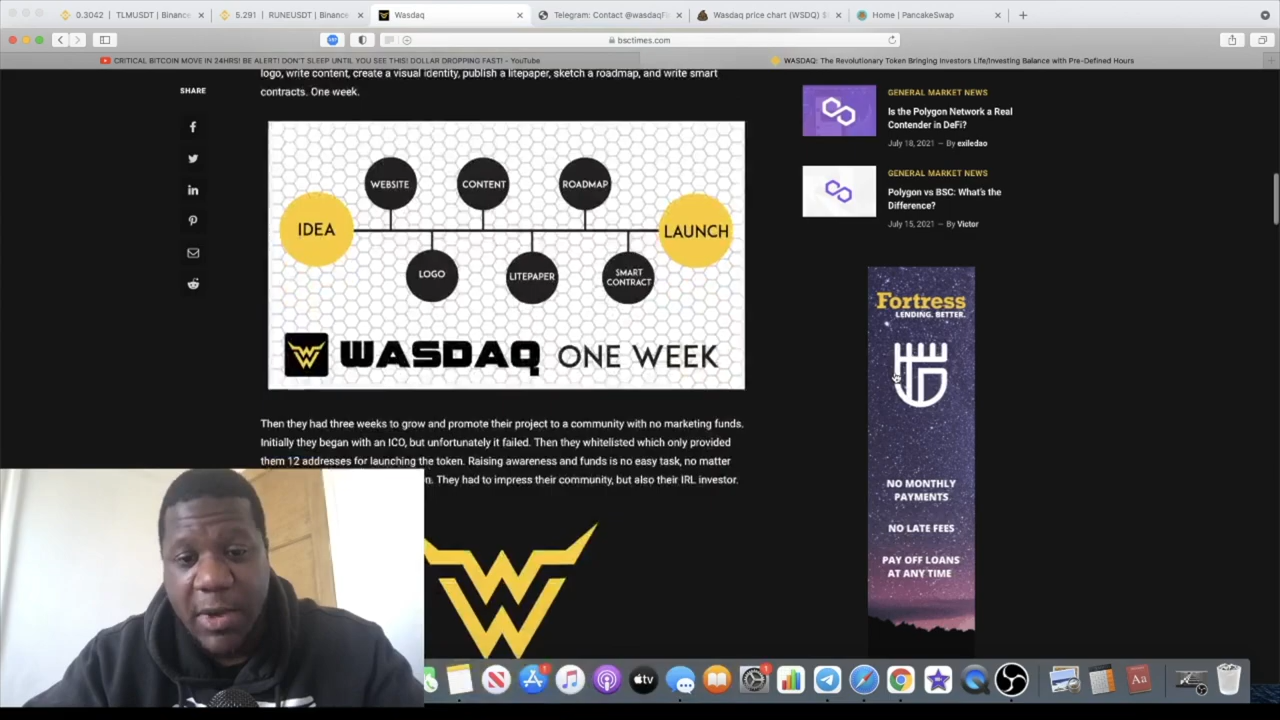 0.3042 | TLMUSDT | Binance
5.291 | RUNEUSDT | Binance
Wasdaq
Telegram: Contact @wasdaqFi
Wasdaq price chart (WSDQ)
Home | PancakeSwap
bsctimes.com
CRITICAL BITCOIN MOVE IN 24HRS! BE ALERT! DON'T SLEEP UNTIL YOU SEE THIS! DOLLAR DROPPING FAST! - YouTube
WASDAQ: The Revolutionary Token Bringing Investors Life/Investing Balance with Pre-Defined Hours
logo, write content, create a visual identity, publish a litepaper, sketch a roadmap, and write smart
contracts. One week.
SHARE
IDEA
WEBSITE
LOGO
CONTENT
LITEPAPER
ROADMAP
SMART
CONTRACT
LAUNCH
WASDAQ ONE WEEK
Then they had three weeks to grow and promote their project to a community with no marketing funds.
Initially they began with an ICO, but unfortunately it failed. Then they whitelisted which only provided
them 12 addresses for launching the token. Raising awareness and funds is no easy task, no matter
They had to impress their community, but also their IRL investor.
GENERAL MARKET NEWS
Is the Polygon Network a Real
Contender in DeFi?
July 18, 2021 — By exiledao
GENERAL MARKET NEWS
Polygon vs BSC: What's the
Difference?
July 15, 2021 — By Victor
Fortress
LENDING. BETTER.
NO MONTHLY
PAYMENTS
NO LATE FEES
PAY OFF LOANS
AT ANY TIME
tv
Aa